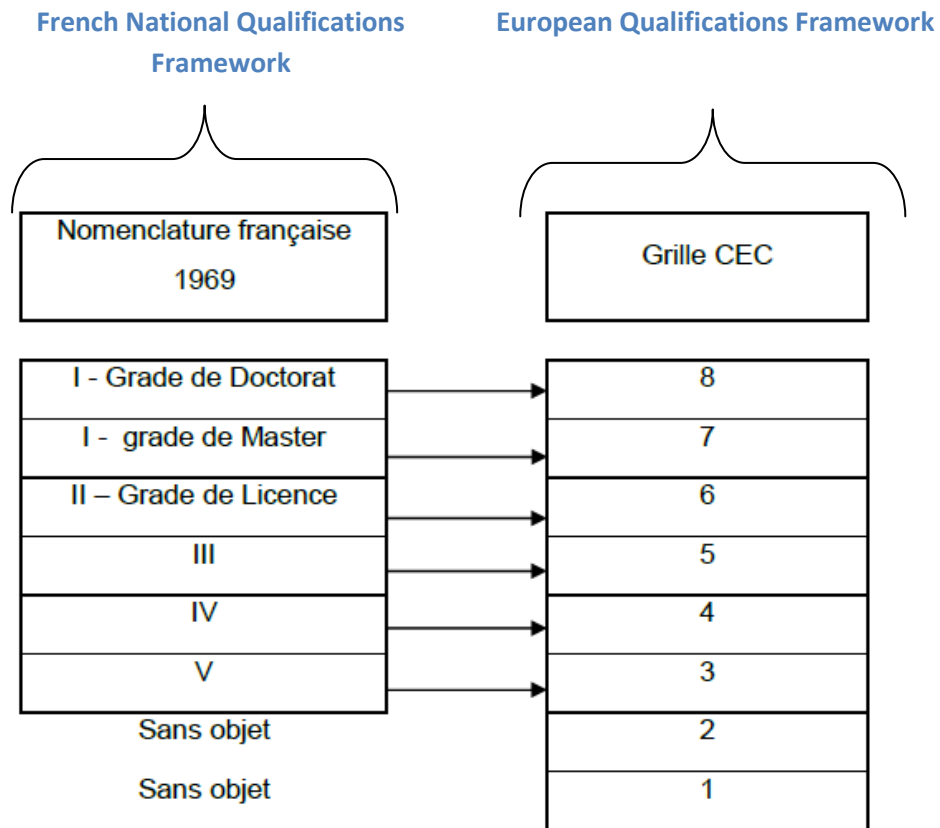 French National Qualifications
Framework
European Qualifications Framework
Nomenclature française
1969
Grille CEC
I - Grade de Doctorat
8
I - grade de Master
7
II – Grade de Licence
6
III
5
IV
4
V
3
Sans objet
2
Sans objet
1